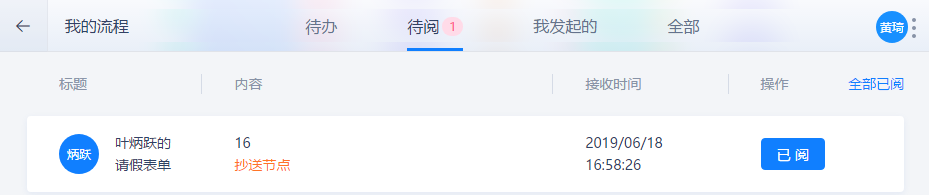 我的流程 待办 待阅 1 我发起的 全部 黄琦
标题 内容 接收时间 操作 全部已阅
炳跃 叶炳跃的 16 2019/06/18 已 阅
请假表单 抄送节点 16:58:26